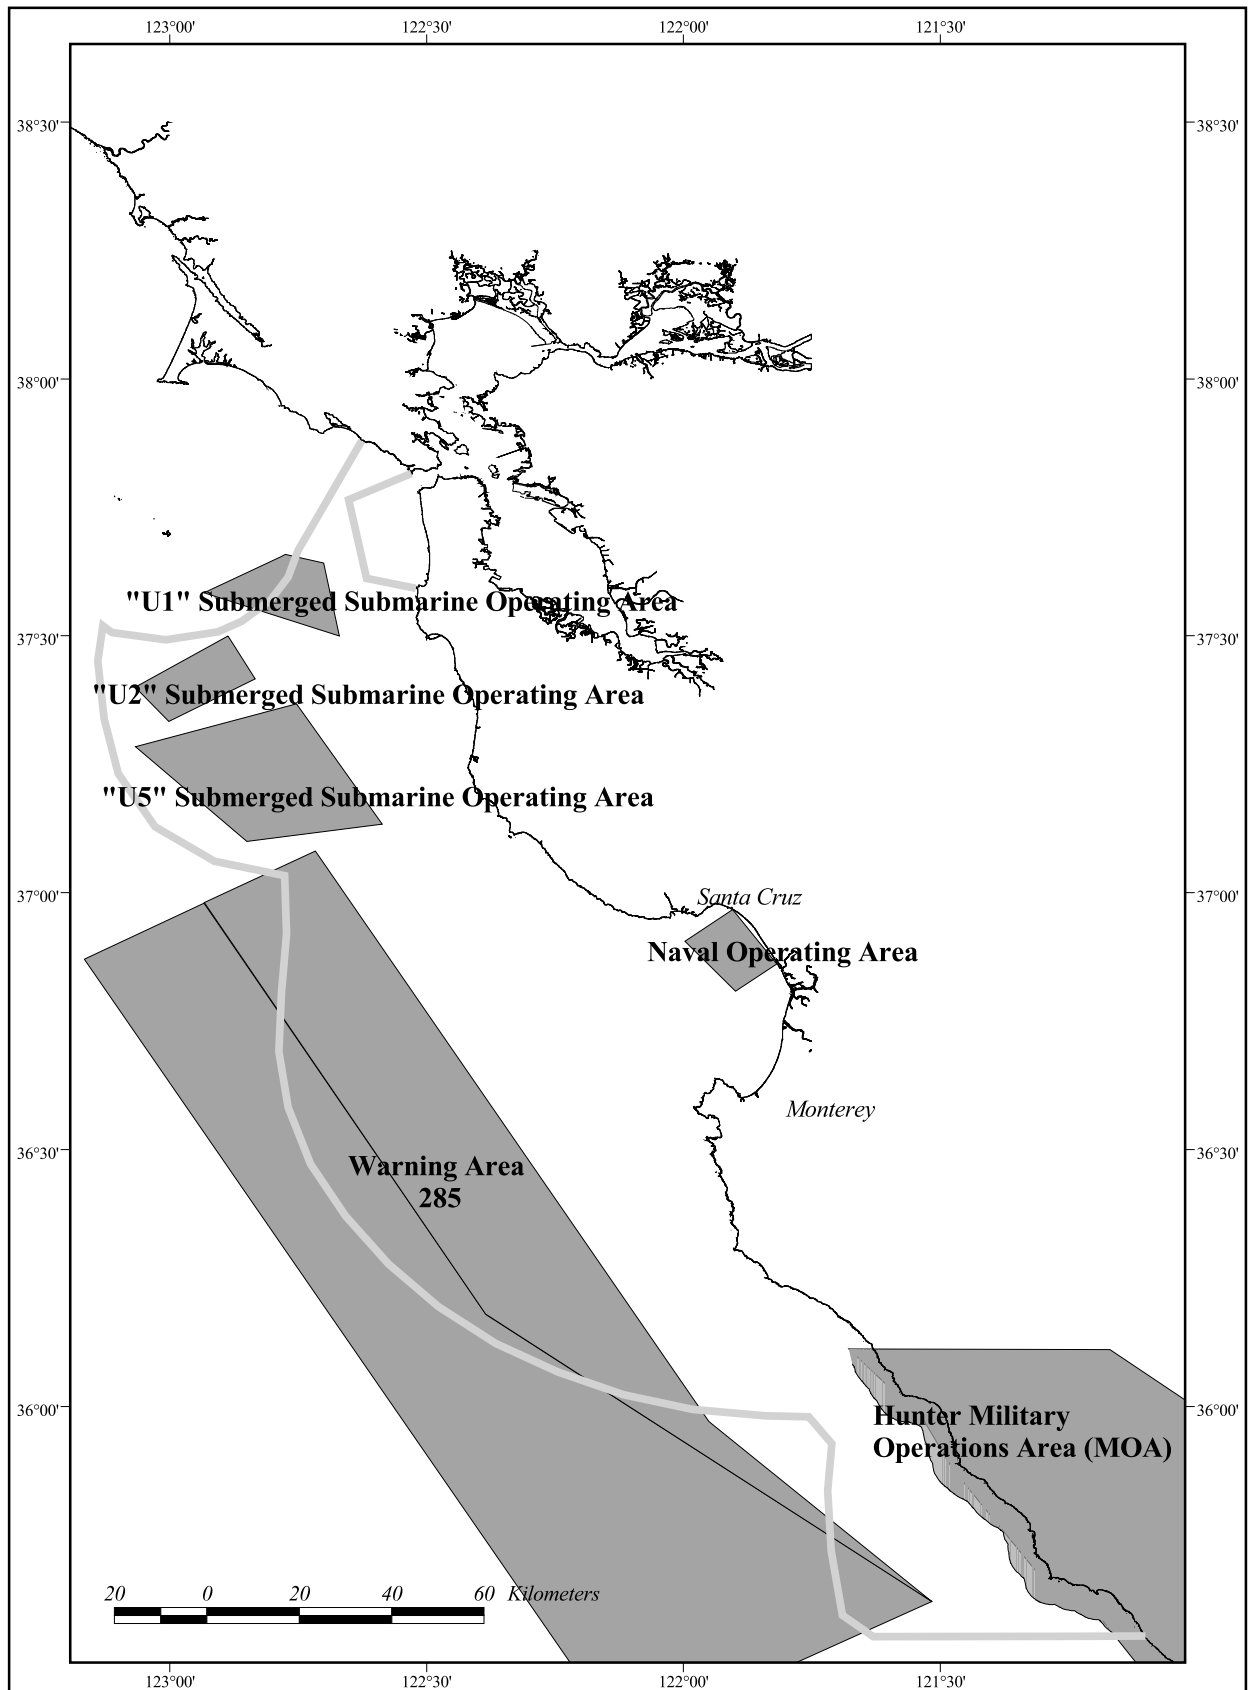 123°00' 122°30' 122°00' 121°30'
38°30' 38°30'
38°00' 38°00'
"U1" Submerged Submarine Operating Area
37°30' 37°30'
"U2" Submerged Submarine Operating Area
"U5" Submerged Submarine Operating Area
37°00' 37°00'
Santa Cruz
Naval Operating Area
Monterey
36°30' 36°30'
Warning Area
285
36°00' 36°00'
Hunter Military
Operations Area (MOA)
20 0 20 40 60 Kilometers
123°00' 122°30' 122°00' 121°30'